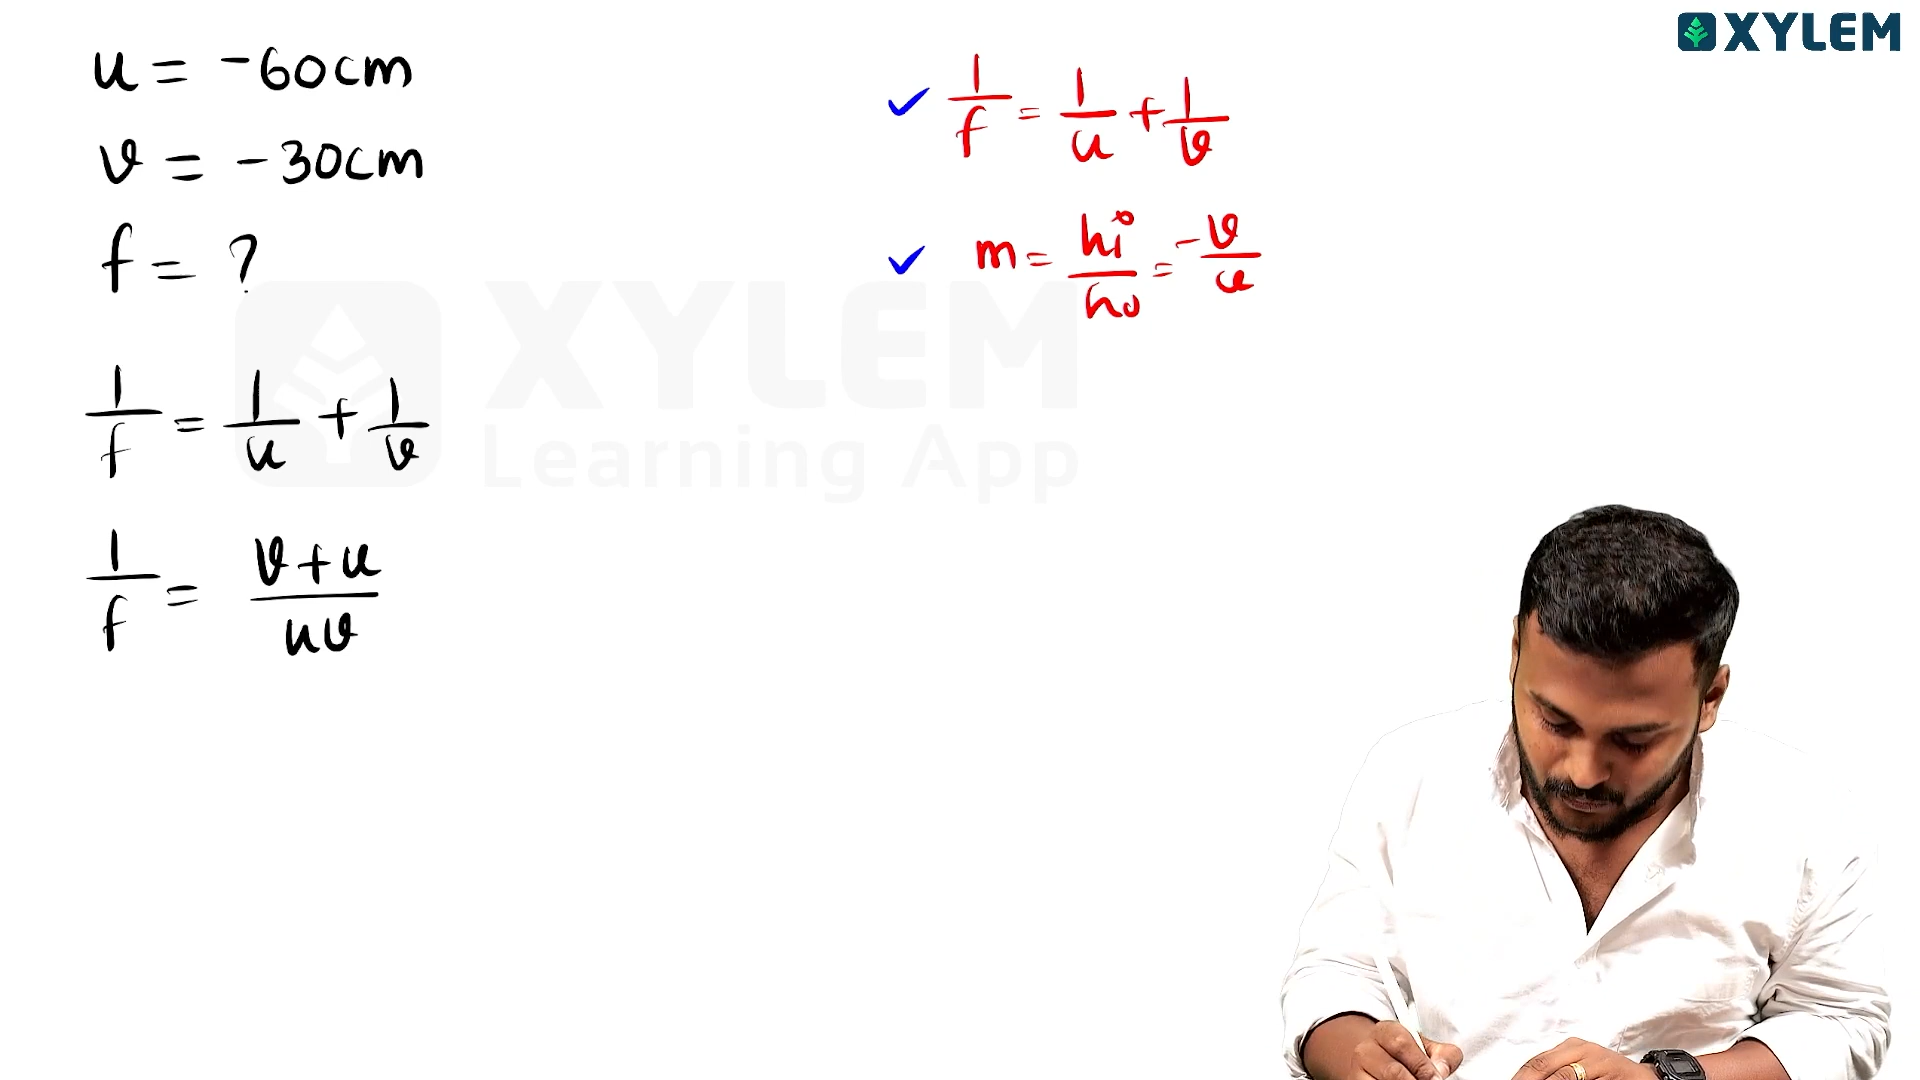 XYLEM
u = -60cm
v = -30cm
f = ?
1/f = 1/u + 1/v
1/f = v+u/uv
✓ 1/f = 1/u + 1/v
✓ m = hi/ho = -v/u
XYLEM
Learning App